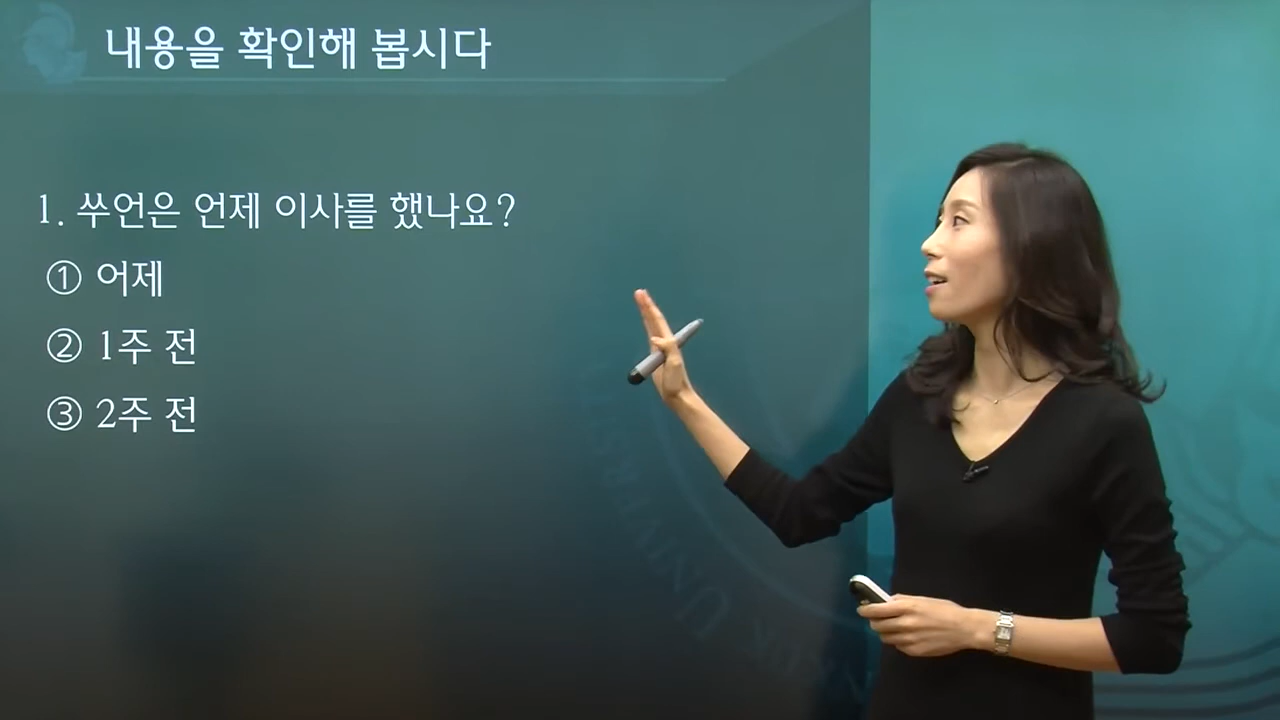 내용을 확인해 봅시다
1. 쑤언은 언제 이사를 했나요?
① 어제
② 1주 전
③ 2주 전